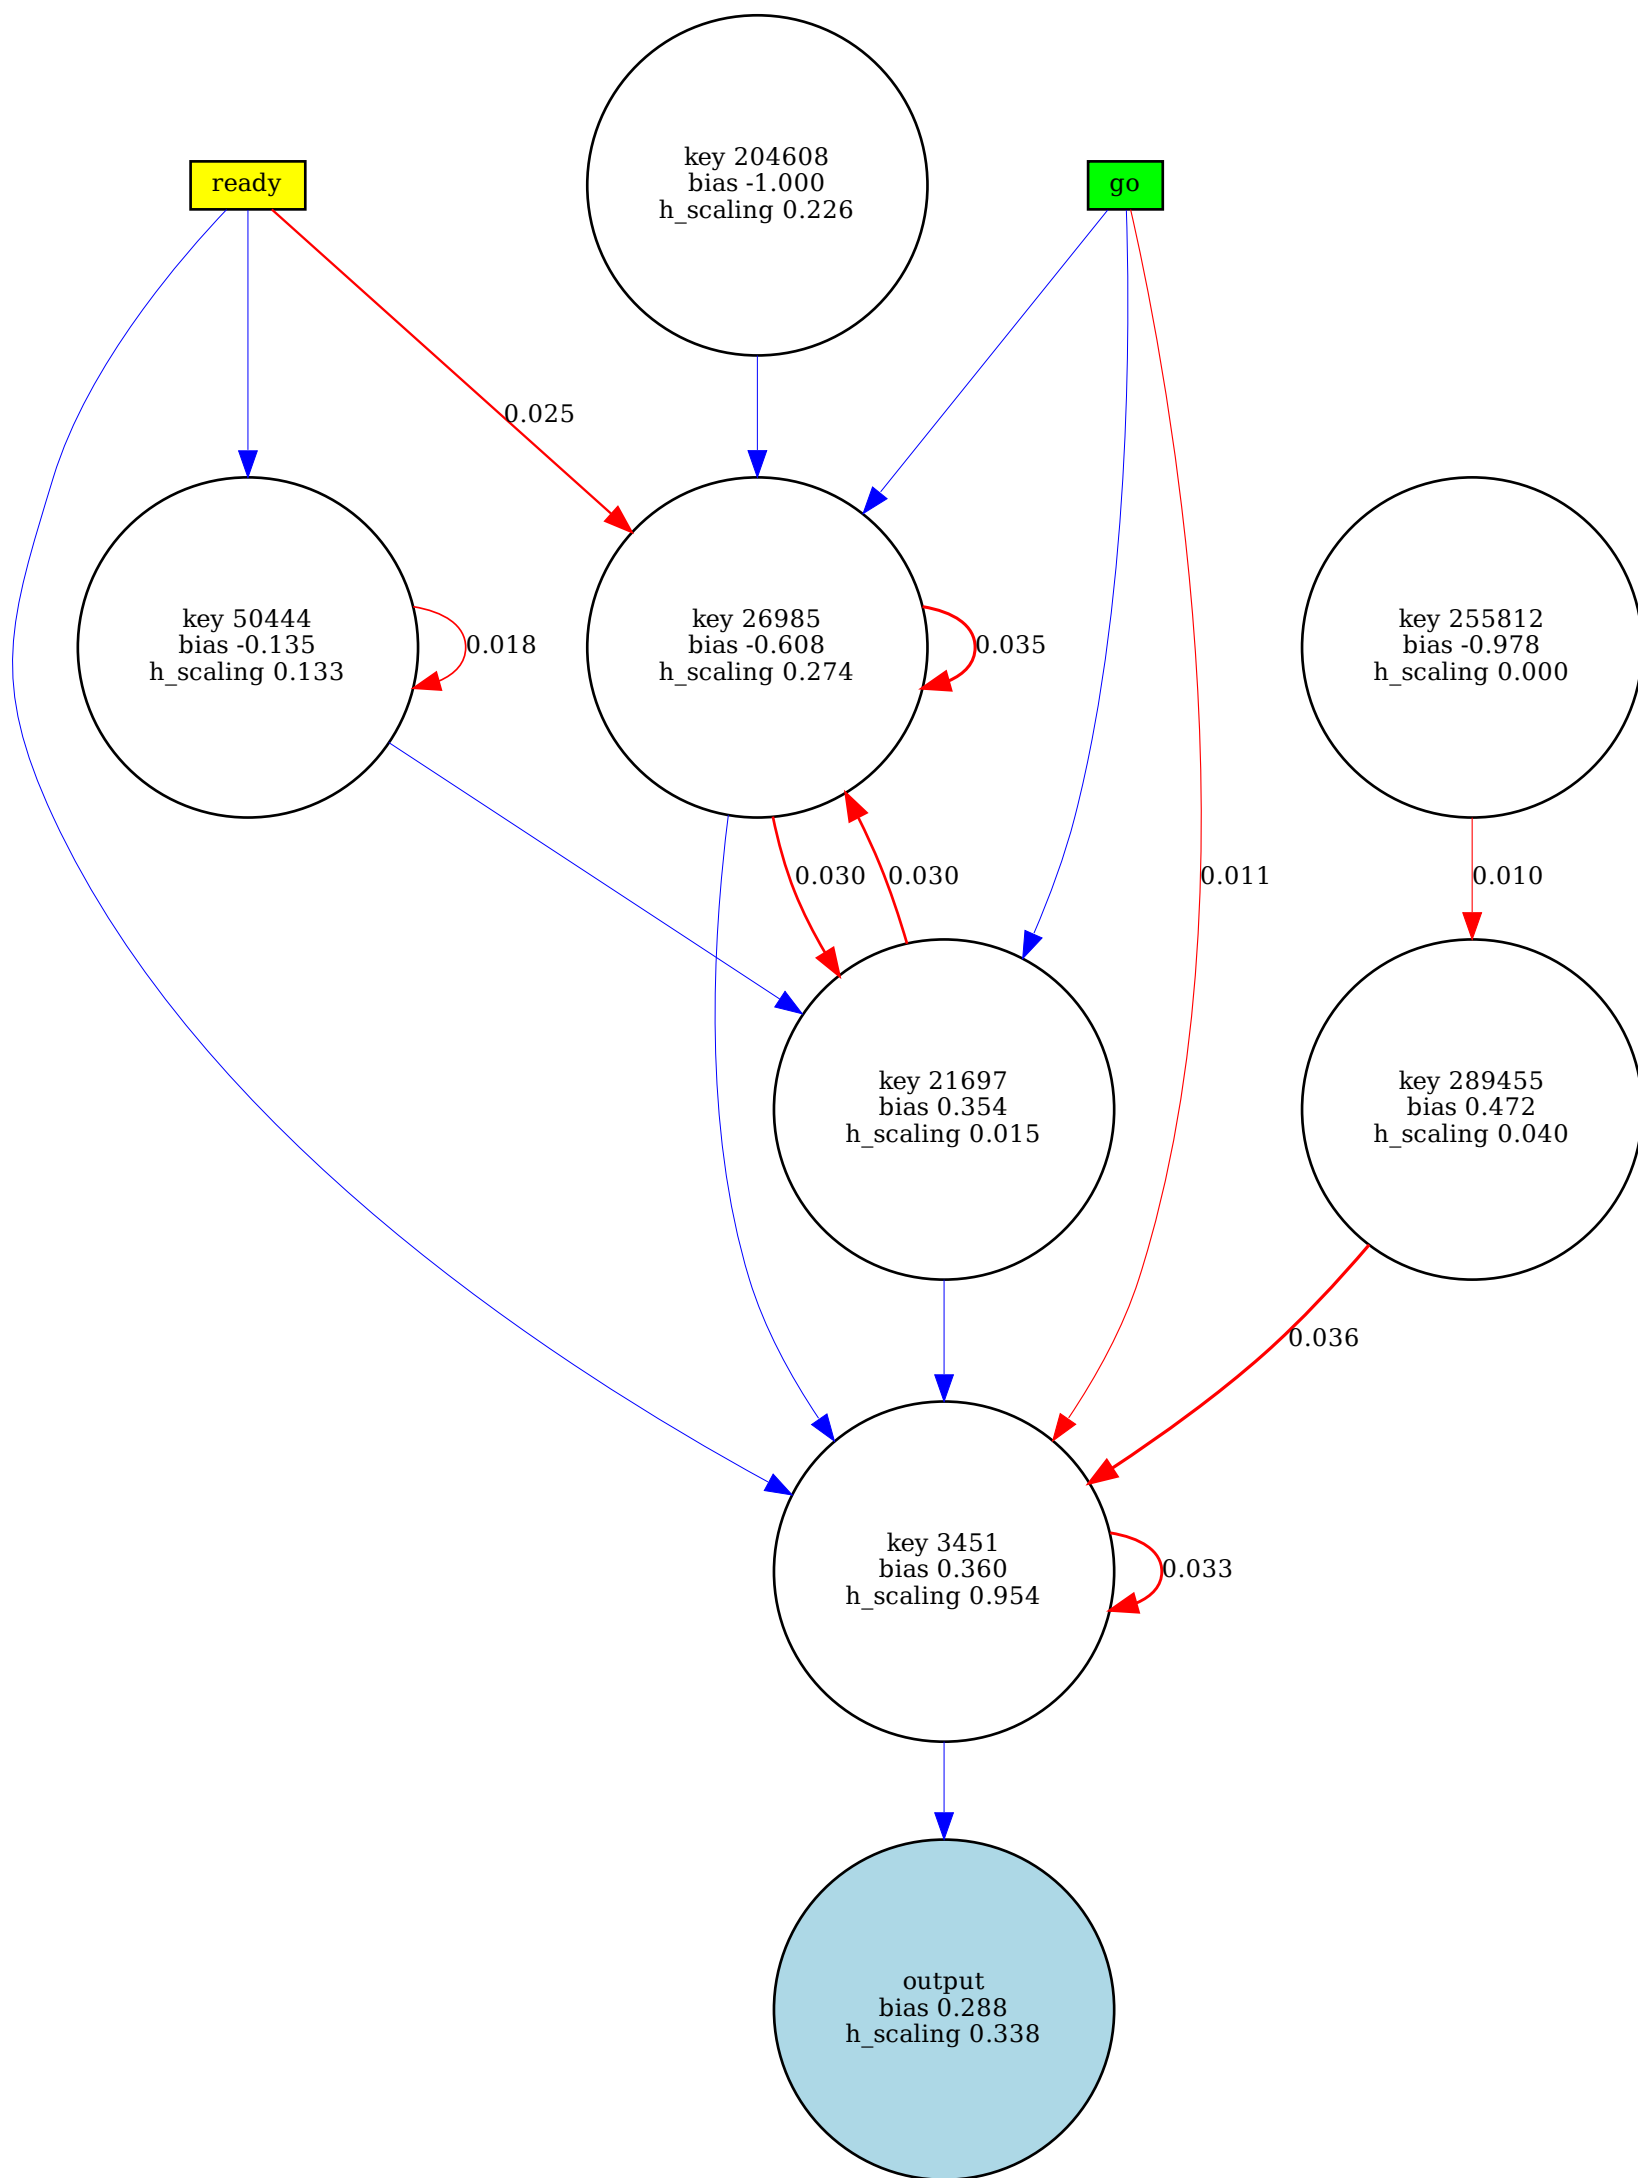 key 204608
bias -1.000
h_scaling 0.226
ready
go
0.025
key 50444
bias -0.135
h_scaling 0.133
0.018
key 26985
bias -0.608
h_scaling 0.274
0.035
key 255812
bias -0.978
h_scaling 0.000
0.030
0.030
0.011
0.010
key 21697
bias 0.354
h_scaling 0.015
key 289455
bias 0.472
h_scaling 0.040
0.036
key 3451
bias 0.360
h_scaling 0.954
0.033
output
bias 0.288
h_scaling 0.338